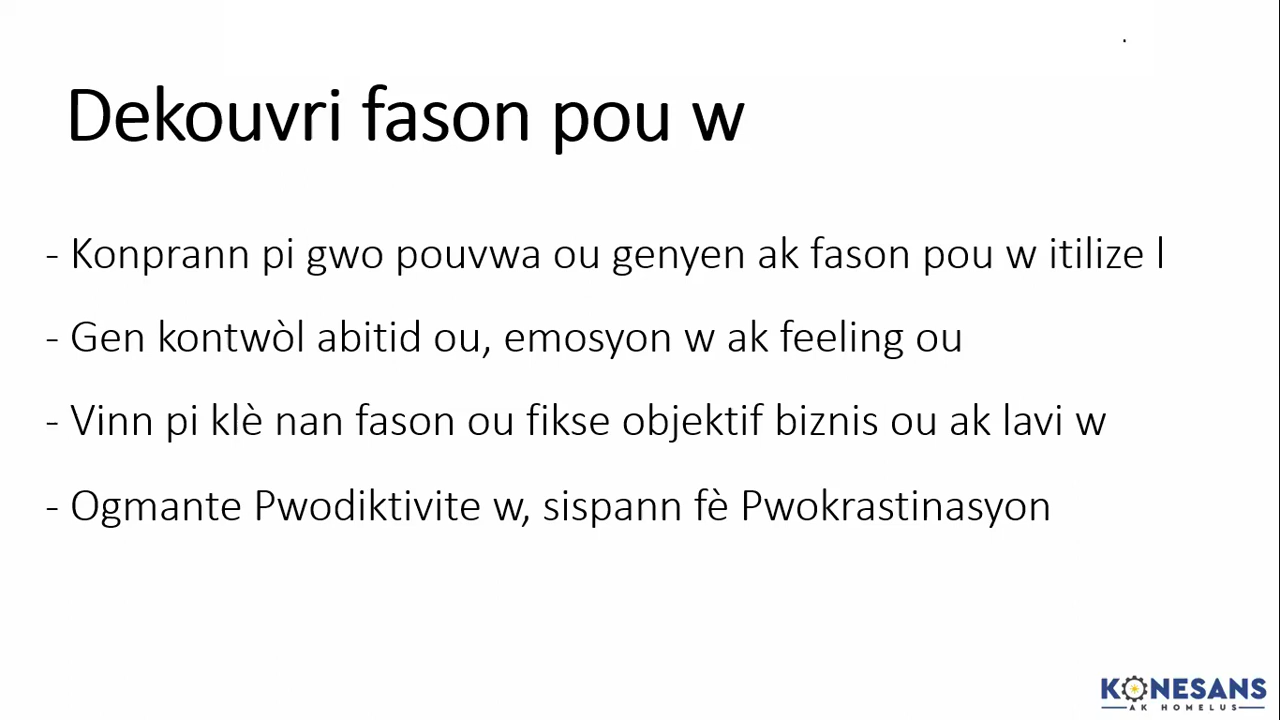 Dekouvri fason pou w
- Konprann pi gwo pouvwa ou genyen ak fason pou w itilize l
- Gen kontwòl abitid ou, emosyon w ak feeling ou
- Vinn pi klè nan fason ou fikse objektif biznis ou ak lavi w
- Ogmante Pwodiktivite w, sispann fè Pwokrastinasyon
KONESANS
AK HOMELUS